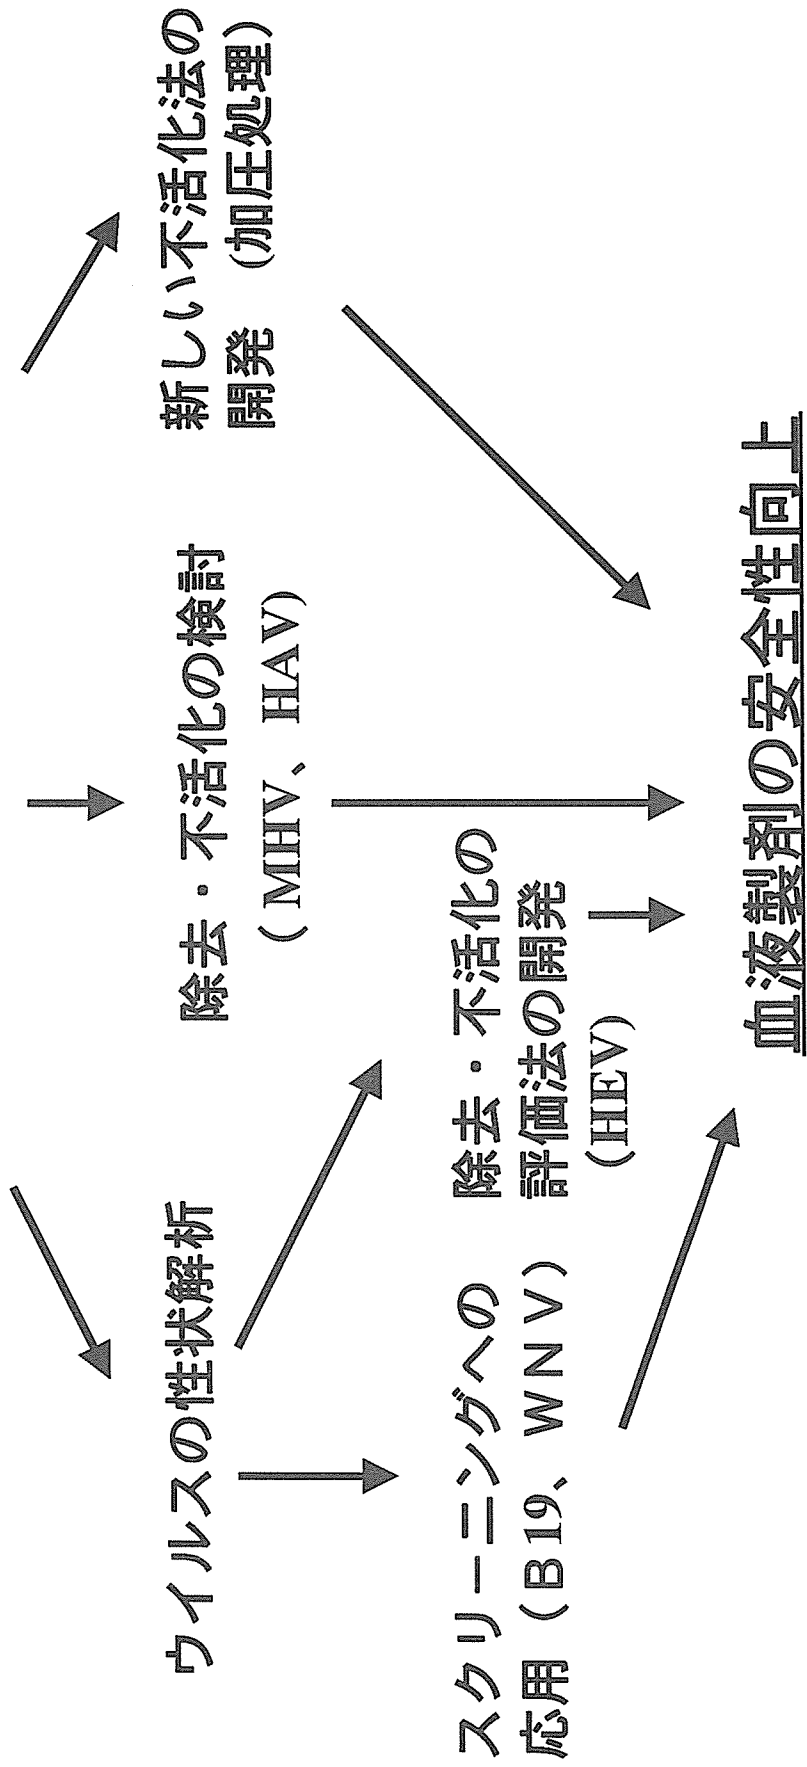 ウイルスの性状解析
除去・不活化の検討
（MHV、HAV）
新しい不活化法の
開発　（加圧処理）
スクリーニングへの
応用（B19、WNV）
除去・不活化の
評価法の開発
（HEV）
血液製剤の安全性向上